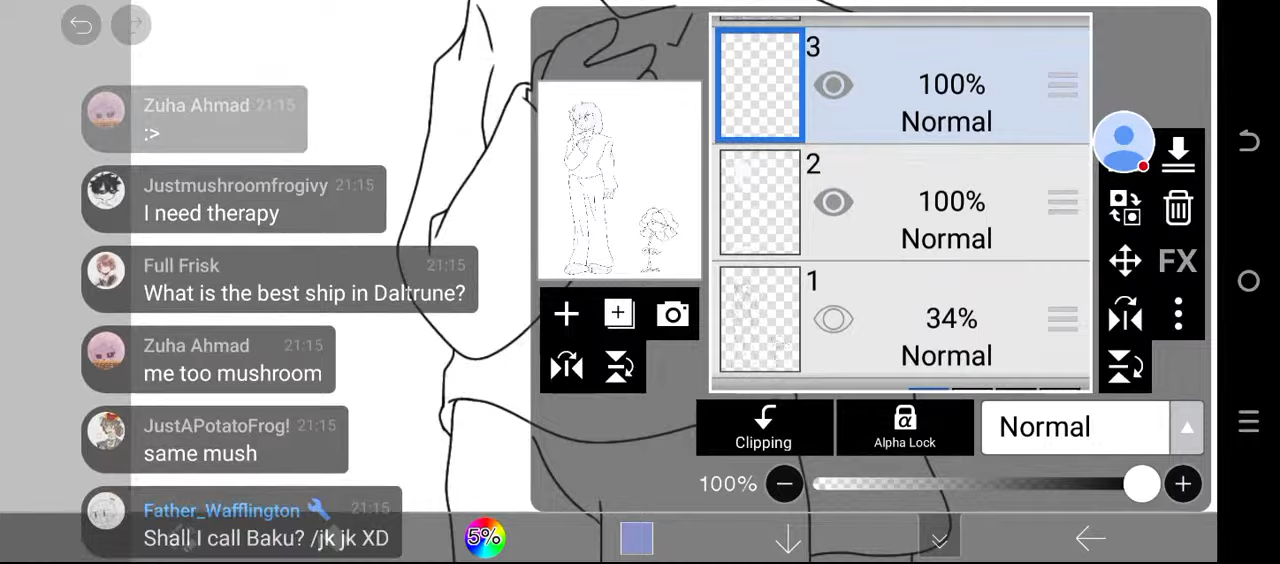 Zuha Ahmad 21:15
:>
Justmushroomfrogivy 21:15
I need therapy
Full Frisk 21:15
What is the best ship in Daltrune?
Zuha Ahmad 21:15
me too mushroom
JustAPotatoFrog! 21:15
same mush
Father_Wafflington 21:15
Shall I call Baku? /jk jk XD
3
100%
Normal
2
100%
Normal
1
34%
Normal
FX
Clipping
α
Alpha Lock
Normal
100%
5%